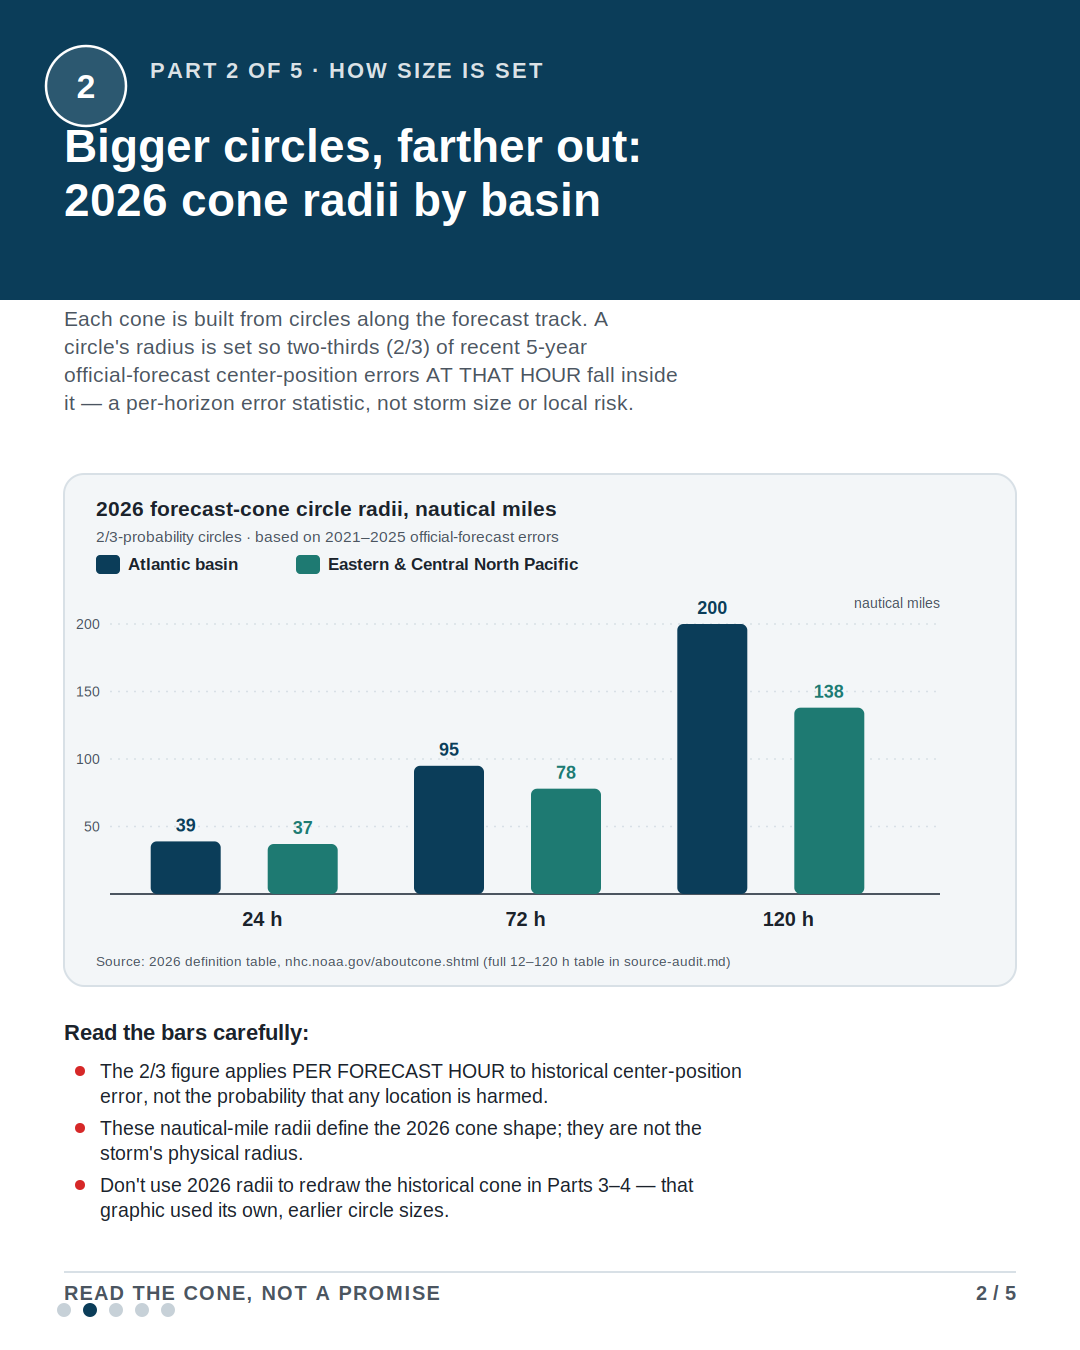 2
PART 2 OF 5 · HOW SIZE IS SET
Bigger circles, farther out:
2026 cone radii by basin
Each cone is built from circles along the forecast track. A
circle's radius is set so two-thirds (2/3) of recent 5-year
official-forecast center-position errors AT THAT HOUR fall inside
it — a per-horizon error statistic, not storm size or local risk.
2026 forecast-cone circle radii, nautical miles
2/3-probability circles · based on 2021–2025 official-forecast errors
Atlantic basin
Eastern & Central North Pacific
nautical miles
200
150
100
50
39
37
95
78
200
138
24 h
72 h
120 h
Source: 2026 definition table, nhc.noaa.gov/aboutcone.shtml (full 12–120 h table in source-audit.md)
Read the bars carefully:
The 2/3 figure applies PER FORECAST HOUR to historical center-position
error, not the probability that any location is harmed.
These nautical-mile radii define the 2026 cone shape; they are not the
storm's physical radius.
Don't use 2026 radii to redraw the historical cone in Parts 3–4 — that
graphic used its own, earlier circle sizes.
READ THE CONE, NOT A PROMISE
2 / 5